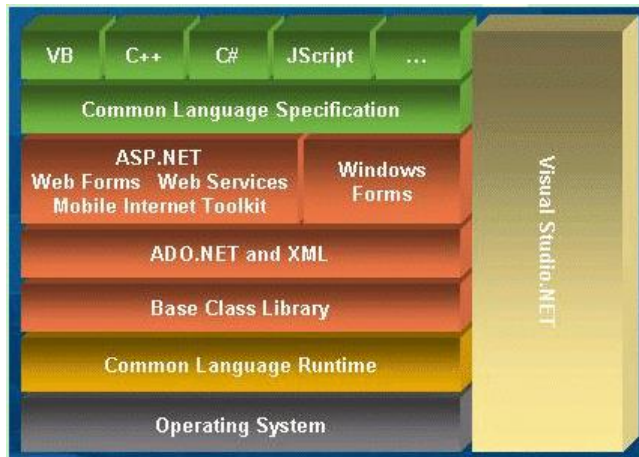 VB C++ C# JScript ...
Common Language Specification
ASP.NET
Web Forms Web Services
Mobile Internet Toolkit
Windows
Forms
ADO.NET and XML
Base Class Library
Common Language Runtime
Operating System
Visual Studio.NET